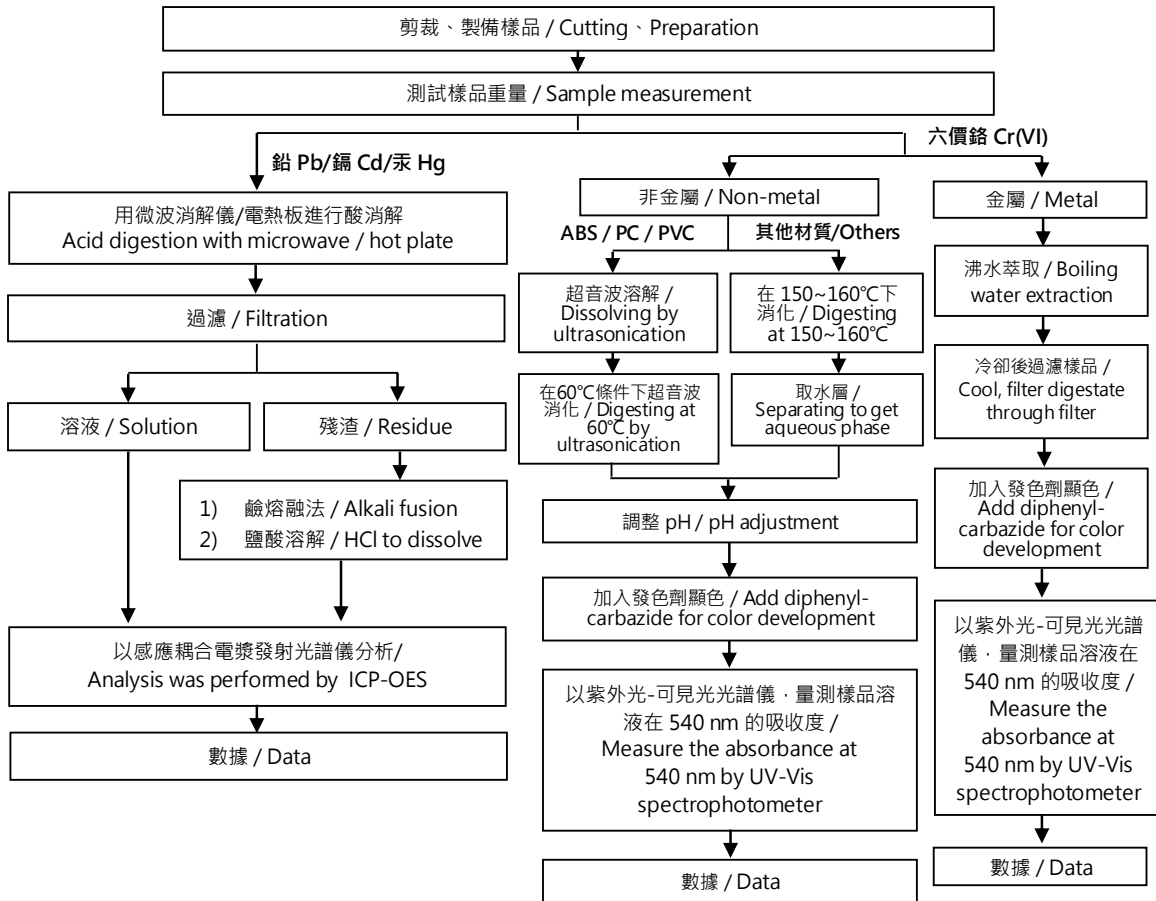 剪裁、製備樣品 / Cutting、Preparation
測試樣品重量 / Sample measurement
鉛 Pb/鎘 Cd/汞 Hg
六價鉻 Cr(VI)
用微波消解儀/電熱板進行酸消解
Acid digestion with microwave / hot plate
過濾 / Filtration
溶液 / Solution
殘渣 / Residue
1) 鹼熔融法 / Alkali fusion
2) 鹽酸溶解 / HCl to dissolve
以感應耦合電漿發射光譜儀分析/
Analysis was performed by ICP-OES
數據 / Data
非金屬 / Non-metal
ABS / PC / PVC
其他材質/Others
超音波溶解 /
Dissolving by
ultrasonication
在60℃條件下超音波
消化 / Digesting at
60℃ by
ultrasonication
在 150~160℃下
消化 / Digesting
at 150~160℃
取水層 /
Separating to get
aqueous phase
調整 pH / pH adjustment
加入發色劑顯色 / Add diphenyl-
carbazide for color development
以紫外光-可見光光譜儀，量測樣品溶
液在 540 nm 的吸收度 /
Measure the absorbance at
540 nm by UV-Vis
spectrophotometer
數據 / Data
金屬 / Metal
沸水萃取 / Boiling
water extraction
冷卻後過濾樣品 /
Cool, filter digestate
through filter
加入發色劑顯色 /
Add diphenyl-
carbazide for color
development
以紫外光-可見光光譜
儀，量測樣品溶液在
540 nm 的吸收度 /
Measure the
absorbance at
540 nm by UV-Vis
spectrophotometer
數據 / Data